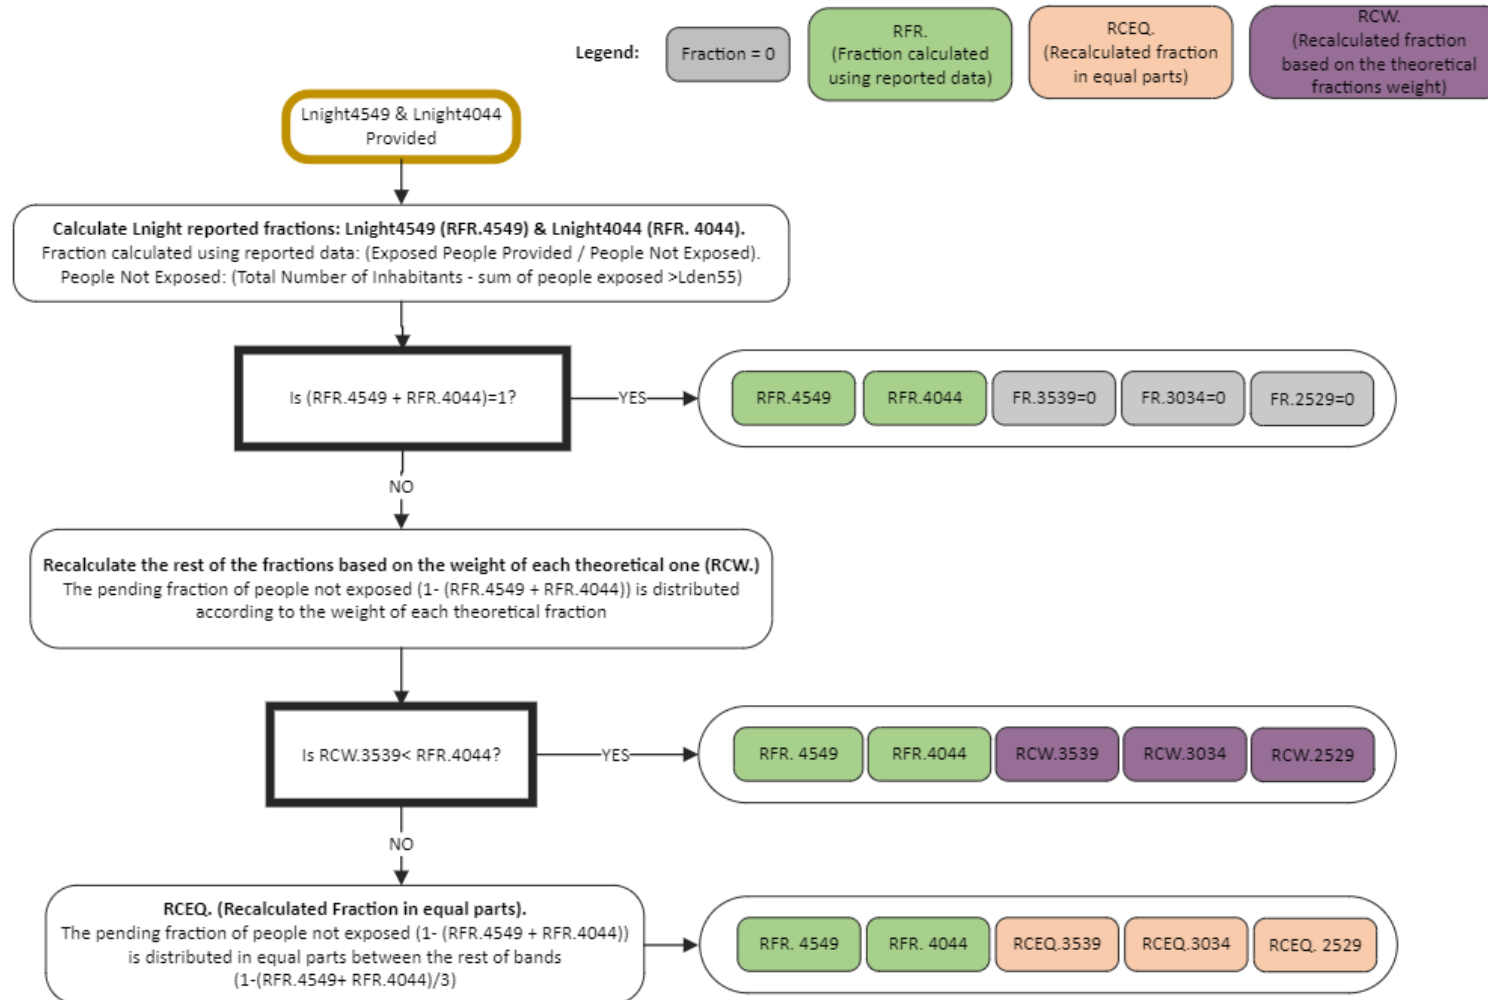 Legend:
Fraction = 0
RFR.
(Fraction calculated
using reported data)
RCEQ.
(Recalculated fraction
in equal parts)
RCW.
(Recalculated fraction
based on the theoretical
fractions weight)
Lnight4549 & Lnight4044
Provided
Calculate Lnight reported fractions: Lnight4549 (RFR.4549) & Lnight4044 (RFR. 4044).
Fraction calculated using reported data: (Exposed People Provided / People Not Exposed).
People Not Exposed: (Total Number of Inhabitants - sum of people exposed >Lden55)
Is (RFR.4549 + RFR.4044)=1?
YES
RFR.4549
RFR.4044
FR.3539=0
FR.3034=0
FR.2529=0
NO
Recalculate the rest of the fractions based on the weight of each theoretical one (RCW.)
The pending fraction of people not exposed (1- (RFR.4549 + RFR.4044)) is distributed
according to the weight of each theoretical fraction
Is RCW.3539< RFR.4044?
YES
RFR. 4549
RFR.4044
RCW.3539
RCW.3034
RCW.2529
NO
RCEQ. (Recalculated Fraction in equal parts).
The pending fraction of people not exposed (1- (RFR.4549 + RFR.4044))
is distributed in equal parts between the rest of bands
(1-(RFR.4549+ RFR.4044)/3)
RFR. 4549
RFR. 4044
RCEQ.3539
RCEQ.3034
RCEQ. 2529